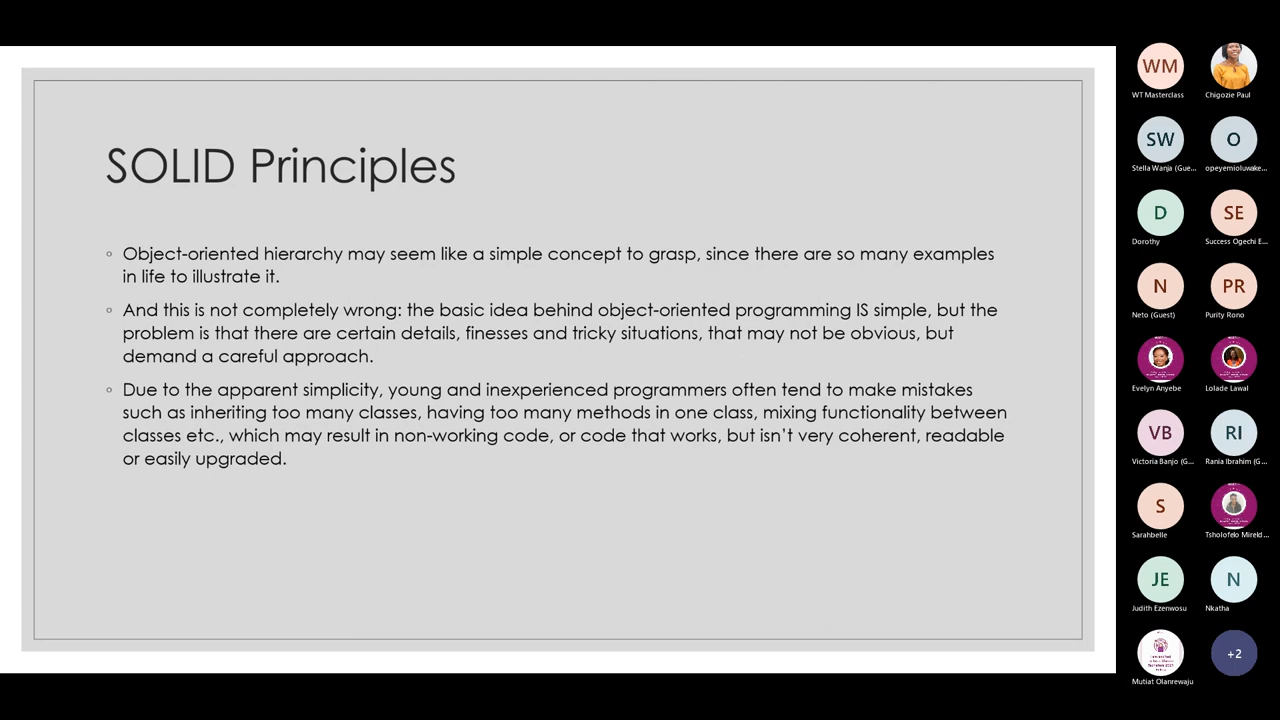 SOLID Principles
Object-oriented hierarchy may seem like a simple concept to grasp, since there are so many examples
in life to illustrate it.
And this is not completely wrong: the basic idea behind object-oriented programming IS simple, but the
problem is that there are certain details, finesses and tricky situations, that may not be obvious, but
demand a careful approach.
Due to the apparent simplicity, young and inexperienced programmers often tend to make mistakes
such as inheriting too many classes, having too many methods in one class, mixing functionality between
classes etc., which may result in non-working code, or code that works, but isn't very coherent, readable
or easily upgraded.
WM
WT Masterclass
Chigozie Paul
SW
O
Stella Wanja (Gue...
opeyemioluwake...
D
SE
Dorothy
Success Ogechi E...
N
PR
Neto (Guest)
Purity Rono
Evelyn Anyebe
Lolade Lawal
VB
RI
Victoria Banjo (G...
Rania Ibrahim (G...
S
Sarahbelle
Tsholofelo Mireld...
JE
N
Judith Ezenwosu
Nkatha
+2
Mutiat Olanrewaju